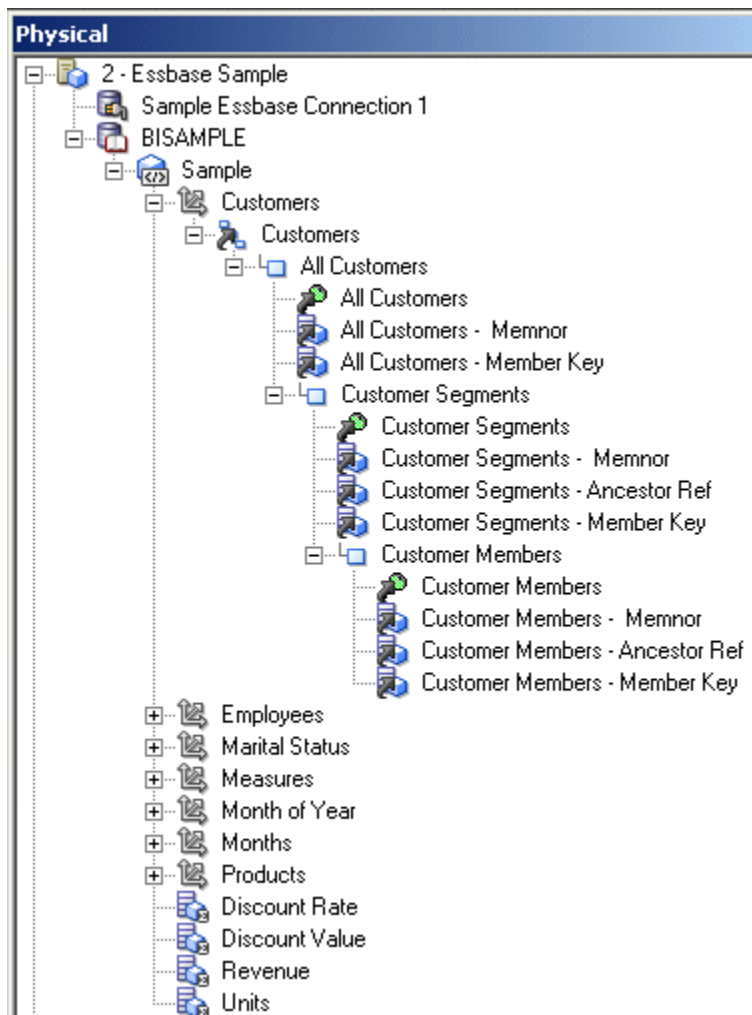 Physical
2 - Essbase Sample
Sample Essbase Connection 1
BISAMPLE
Sample
Customers
Customers
All Customers
All Customers
All Customers -  Memnor
All Customers - Member Key
Customer Segments
Customer Segments
Customer Segments -  Memnor
Customer Segments - Ancestor Ref
Customer Segments - Member Key
Customer Members
Customer Members
Customer Members -  Memnor
Customer Members - Ancestor Ref
Customer Members - Member Key
Employees
Marital Status
Measures
Month of Year
Months
Products
Discount Rate
Discount Value
Revenue
Units